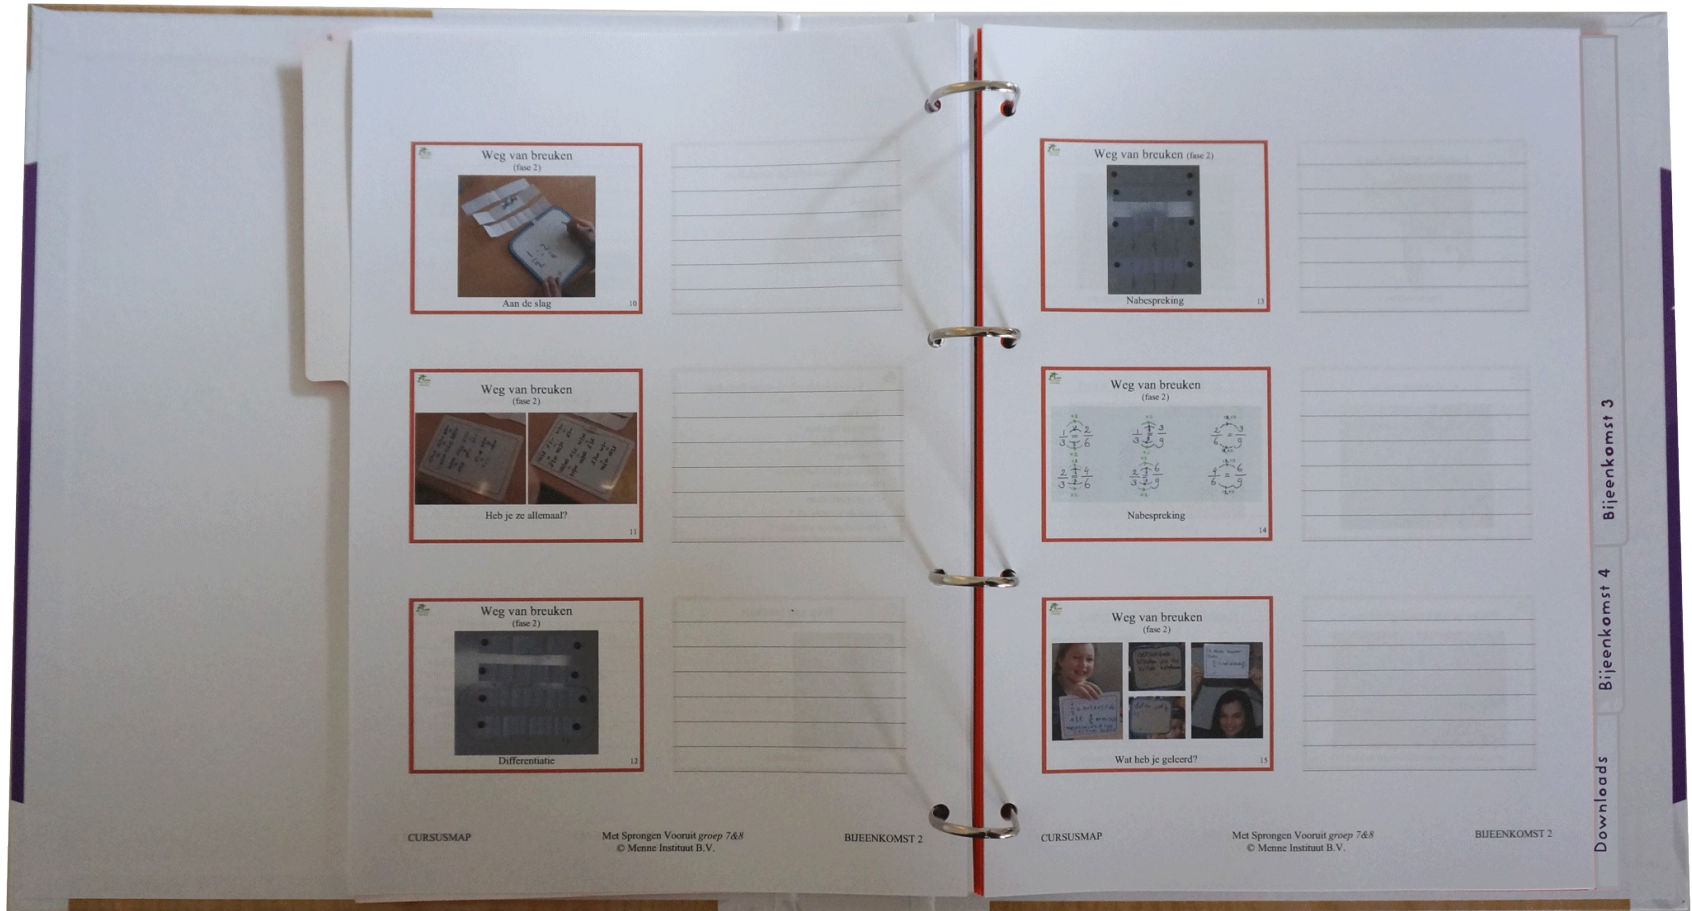 Weg van breuken
(fase 2)
Aan de slag
10
Weg van breuken
(fase 2)
Heb je ze allemaal?
11
Weg van breuken
(fase 2)
Differentiatie
12
CURSUSMAP
Met Sprongen Vooruit groep 7&8
© Menne Instituut B.V.
BIJEENKOMST 2
Weg van breuken (fase 2)
Nabespreking
13
Weg van breuken
(fase 2)
Nabespreking
14
Weg van breuken
(fase 2)
Wat heb je geleerd?
15
CURSUSMAP
Met Sprongen Vooruit groep 7&8
© Menne Instituut B.V.
BIJEENKOMST 2
Bijeenkomst 3
Bijeenkomst 4
Downloads